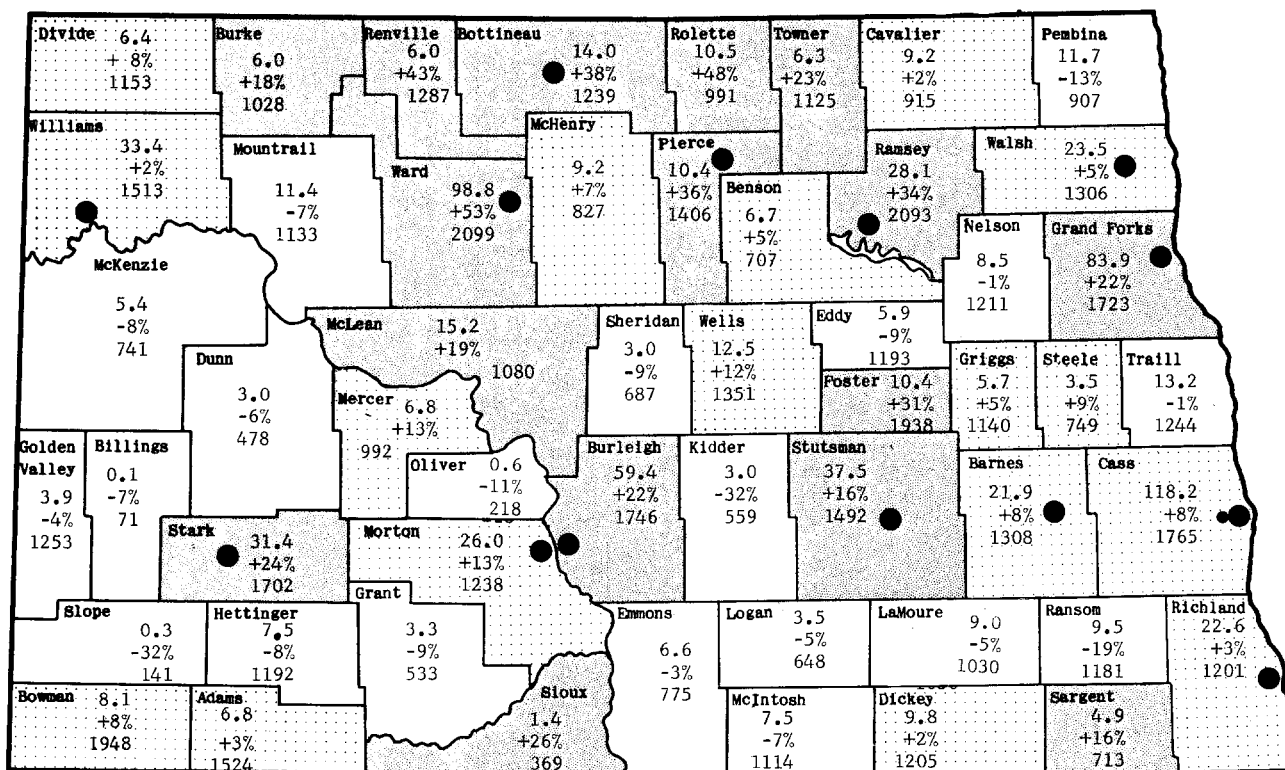 Divide 6.4
+ 8%
1153
Burke
6.0
+18%
1028
Renville
6.0
+43%
1287
Bottineau
14.0
+38%
1239
Rolette
10.5
+48%
991
Towner
6.3
+23%
1125
Cavalier
9.2
+2%
915
Pembina
11.7
-13%
907
Williams
33.4
+2%
1513
Mountrail
11.4
-7%
1133
Ward
98.8
+53%
2099
McHenry
9.2
+7%
827
Pierce
10.4
+36%
1406
Benson
6.7
+5%
707
Ramsey
28.1
+34%
2093
Walsh
23.5
+5%
1306
Nelson
8.5
-1%
1211
Grand Forks
83.9
+22%
1723
McKenzie
5.4
-8%
741
Dunn
3.0
-6%
478
McLean 15.2
+19%
1080
Mercer
6.8
+13%
992
Oliver 0.6
-11%
218
Sheridan
3.0
-9%
687
Wells
12.5
+12%
1351
Eddy 5.9
-9%
1193
Foster 10.4
+31%
1938
Griggs
5.7
+5%
1140
Steele
3.5
+9%
749
Traill
13.2
-1%
1244
Golden
Valley
3.9
-4%
1253
Billings
0.1
-7%
71
Stark
31.4
+24%
1702
Morton
26.0
+13%
1238
Burleigh
59.4
+22%
1746
Kidder
3.0
-32%
559
Stutsman
37.5
+16%
1492
Barnes
21.9
+8%
1308
Cass
118.2
+8%
1765
Slope
0.3
-32%
141
Hettinger
7.5
-8%
1192
Grant
3.3
-9%
533
Emmons
6.6
-3%
775
Logan 3.5
-5%
648
LaMoure
9.0
-5%
1030
Ransom
9.5
-19%
1181
Richland
22.6
+3%
1201
Bowman 8.1
+8%
1948
Adams
6.8
+3%
1524
Sioux
1.4
+26%
369
McIntosh
7.5
-7%
1114
Dickey
9.8
+2%
1205
Sargent
4.9
+16%
713